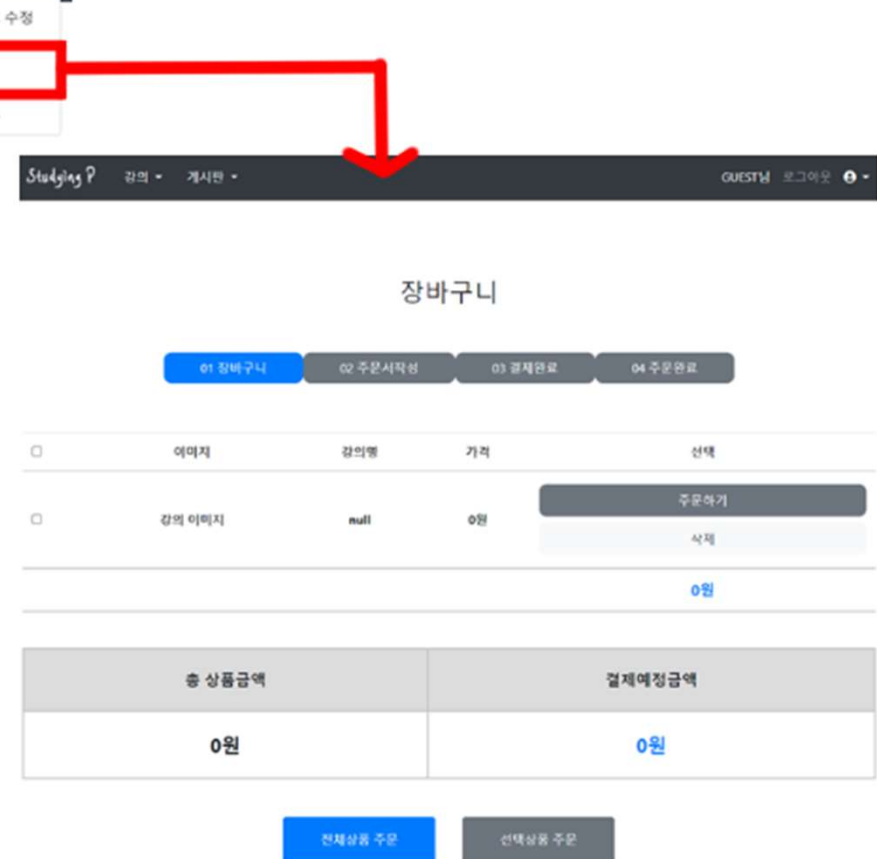 수정
Studying ? 강의 게시판 GUEST님 로그아웃
장바구니
01 장바구니 02 주문서작성 03 결제완료 04 주문완료
이미지 강의명 가격 선택
강의 이미지 null 0원 주문하기
삭제
0원
총 상품금액 결제예정금액
0원 0원
전체상품 주문 선택상품 주문